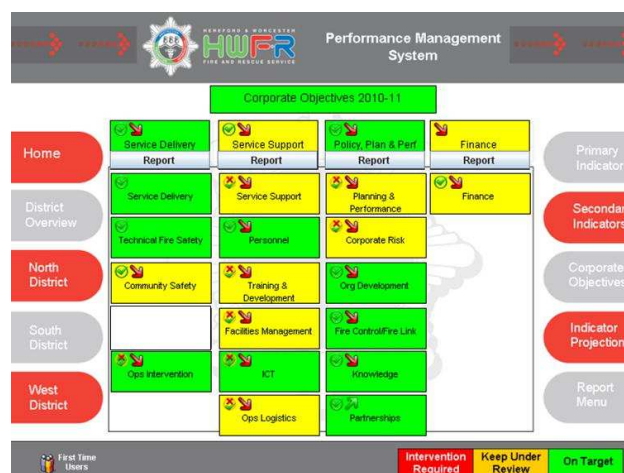 HEREFORD & WORCESTER
HWFR
FIRE AND RESCUE SERVICE
Performance Management
System
Corporate Objectives 2010-11
Service Delivery
Report
Service Support
Report
Policy, Plan & Perf
Report
Finance
Report
Home
District
Overview
North
District
South
District
West
District
Service Delivery
Service Support
Planning &
Performance
Finance
Technical Fire Safety
Personnel
Corporate Risk
Community Safety
Training &
Development
Org Development
Facilities Management
Fire Control/Fire Link
Ops Intervention
ICT
Knowledge
Ops Logistics
Partnerships
Primary
Indicator
Secondar
Indicators
Corporate
Objectives
Indicator
Projection
Report
Menu
First Time
Users
Intervention
Required
Keep Under
Review
On Target